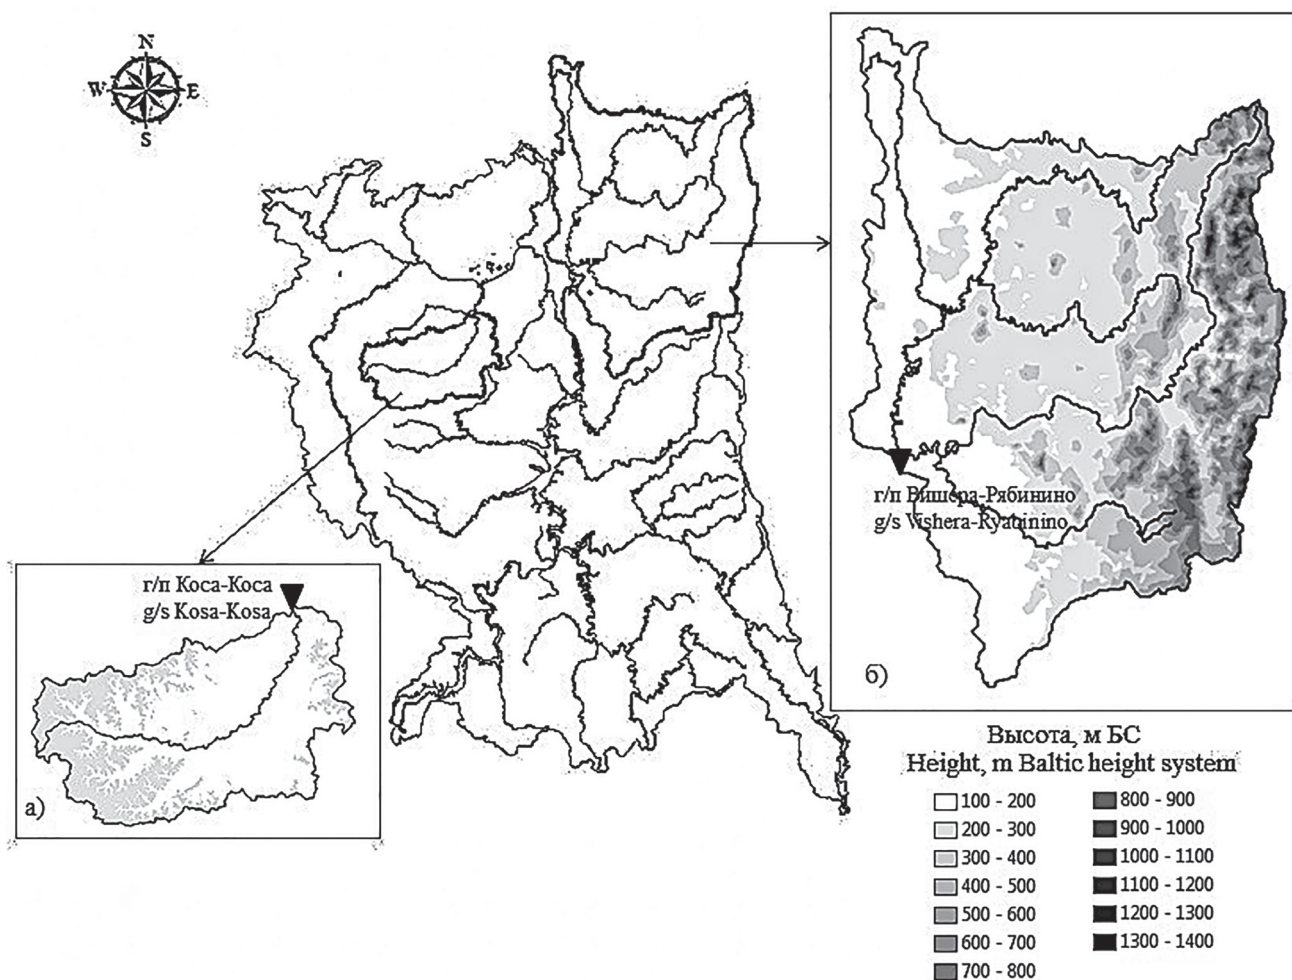 N
W E
S
г/п Вишера-Рябинино
g/s Vishera-Ryabinino
б)
г/п Коса-Коса
g/s Kosa-Kosa
а)
Высота, м БС
Height, m Baltic height system
100 - 200
200 - 300
300 - 400
400 - 500
500 - 600
600 - 700
700 - 800
800 - 900
900 - 1000
1000 - 1100
1100 - 1200
1200 - 1300
1300 - 1400